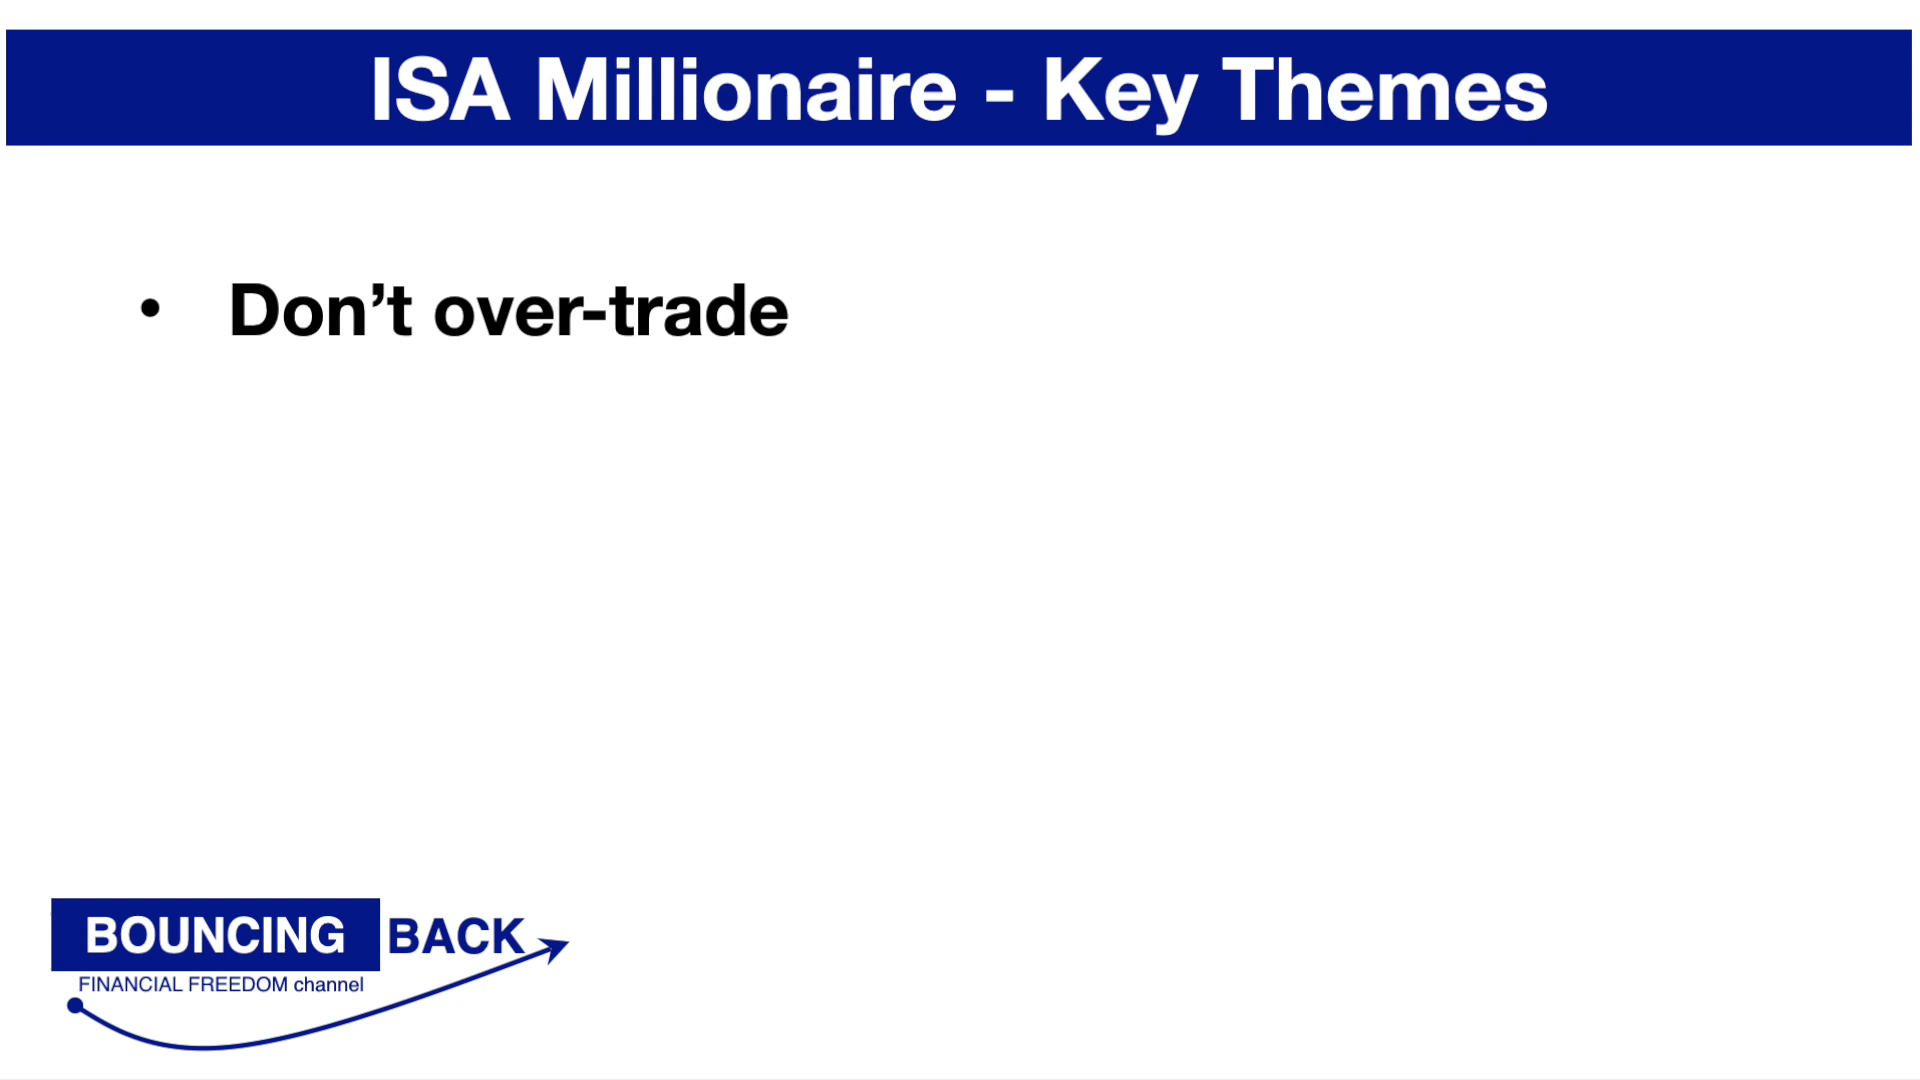 ISA Millionaire - Key Themes
• Don’t over-trade
BOUNCING BACK
FINANCIAL FREEDOM channel